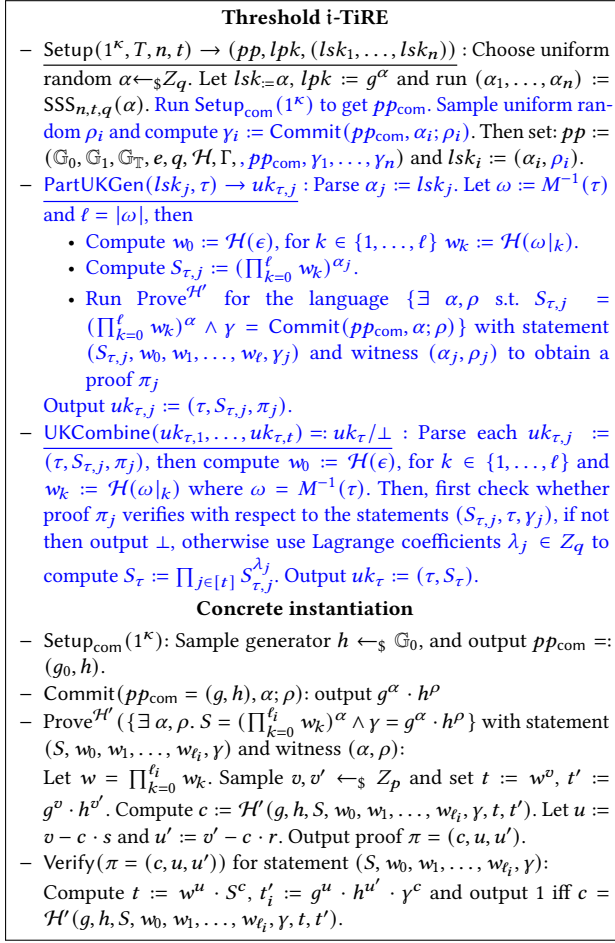 Threshold i-TiRE
– Setup(1^κ, T, n, t) → (pp, lpk, (lsk_1, . . . , lsk_n)) : Choose uniform
random α←_$ Z_q. Let lsk_:=α, lpk := g^α and run (α_1, . . . , α_n) :=
SSS_{n,t,q}(α). Run Setup_com(1^κ) to get pp_com. Sample uniform ran-
dom ρ_i and compute γ_i := Commit(pp_com, α_i; ρ_i). Then set: pp :=
(𝔾_0, 𝔾_1, 𝔾_𝕋, e, q, ℋ, Γ, , pp_com, γ_1, . . . , γ_n) and lsk_i := (α_i, ρ_i).
– PartUKGen(lsk_j, τ) → uk_{τ,j} : Parse α_j := lsk_j. Let ω := M^{-1}(τ)
and ℓ = |ω|, then
• Compute w_0 := ℋ(ϵ), for k ∈ {1, . . . , ℓ} w_k := ℋ(ω|_k).
• Compute S_{τ,j} := (∏_{k=0}^{ℓ} w_k)^{α_j}.
• Run Prove^{ℋ'} for the language {∃ α, ρ s.t. S_{τ,j} =
(∏_{k=0}^{ℓ} w_k)^α ∧ γ = Commit(pp_com, α; ρ)} with statement
(S_{τ,j}, w_0, w_1, . . . , w_ℓ, γ_j) and witness (α_j, ρ_j) to obtain a
proof π_j
Output uk_{τ,j} := (τ, S_{τ,j}, π_j).
– UKCombine(uk_{τ,1}, . . . , uk_{τ,t}) =: uk_τ/⊥ : Parse each uk_{τ,j} :=
(τ, S_{τ,j}, π_j), then compute w_0 := ℋ(ϵ), for k ∈ {1, . . . , ℓ} and
w_k := ℋ(ω|_k) where ω = M^{-1}(τ). Then, first check whether
proof π_j verifies with respect to the statements (S_{τ,j}, τ, γ_j), if not
then output ⊥, otherwise use Lagrange coefficients λ_j ∈ Z_q to
compute S_τ := ∏_{j∈[t]} S_{τ,j}^{λ_j}. Output uk_τ := (τ, S_τ).
Concrete instantiation
– Setup_com(1^κ): Sample generator h ←_$ 𝔾_0, and output pp_com =:
(g_0, h).
– Commit(pp_com = (g, h), α; ρ): output g^α · h^ρ
– Prove^{ℋ'}({∃ α, ρ. S = (∏_{k=0}^{ℓ_i} w_k)^α ∧ γ = g^α · h^ρ} with statement
(S, w_0, w_1, . . . , w_{ℓ_i}, γ) and witness (α, ρ):
Let w = ∏_{k=0}^{ℓ_i} w_k. Sample v, v′ ←_$ Z_p and set t := w^v, t′ :=
g^v · h^{v′}. Compute c := ℋ′(g, h, S, w_0, w_1, . . . , w_{ℓ_i}, γ, t, t′). Let u :=
v − c · s and u′ := v′ − c · r. Output proof π = (c, u, u′).
– Verify(π = (c, u, u′)) for statement (S, w_0, w_1, . . . , w_{ℓ_i}, γ):
Compute t := w^u · S^c, t′_i := g^u · h^{u′} · γ^c and output 1 iff c =
ℋ′(g, h, S, w_0, w_1, . . . , w_{ℓ_i}, γ, t, t′).